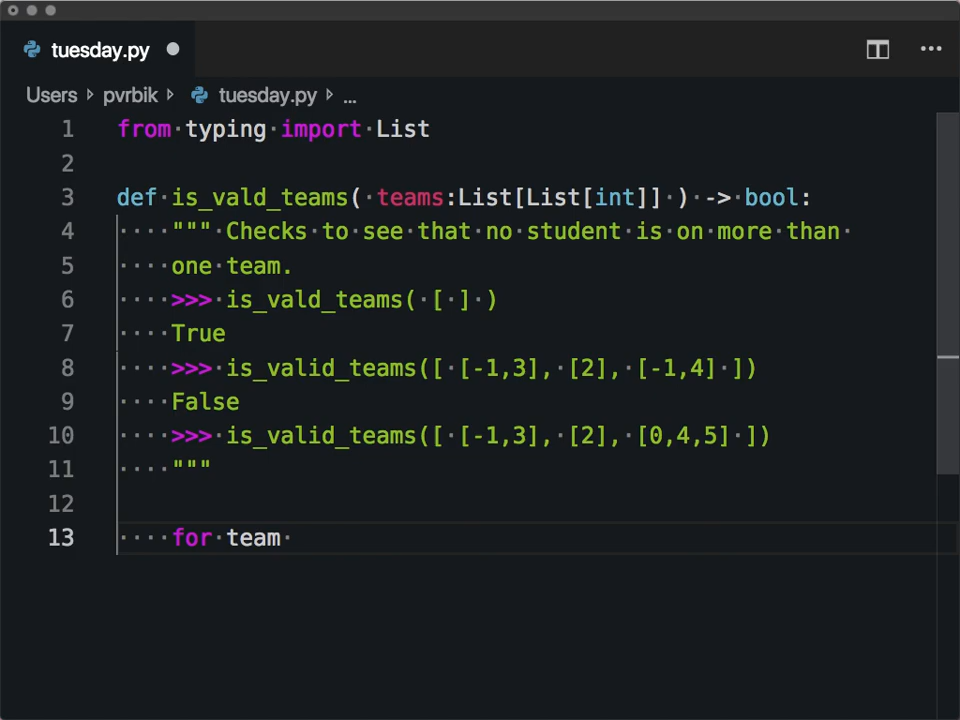 tuesday.py
Users pvrbik tuesday.py ...
1 from typing import List
2
3 def is_vald_teams( teams:List[List[int]] ) -> bool:
4 """ Checks to see that no student is on more than
5 one team.
6 >>> is_vald_teams( [ ] )
7 True
8 >>> is_valid_teams([ [-1,3], [2], [-1,4] ])
9 False
10 >>> is_valid_teams([ [-1,3], [2], [0,4,5] ])
11 """
12
13 for team